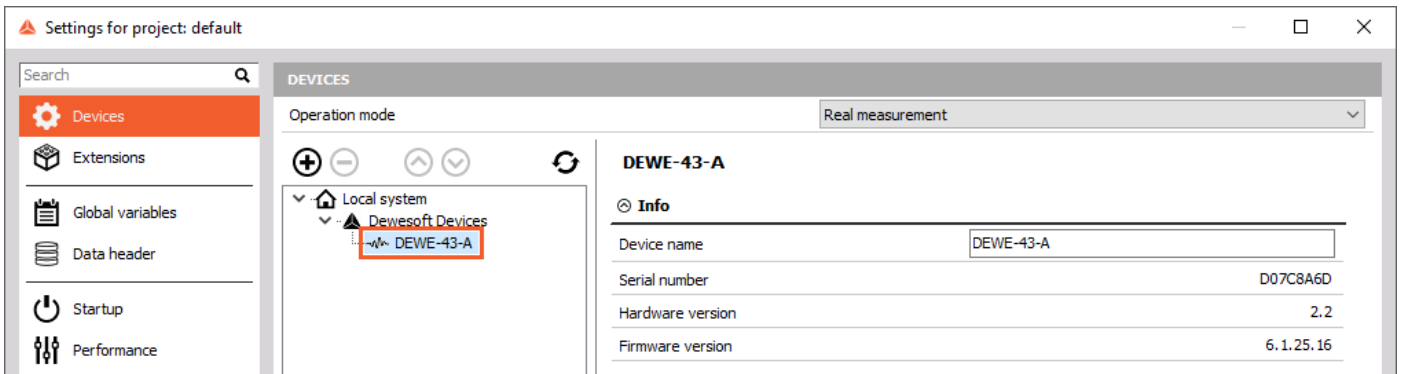 Settings for project: default
Search
DEVICES
Devices
Operation mode
Real measurement
Extensions
DEWE-43-A
Local system
Info
Global variables
Dewesoft Devices
DEWE-43-A
Device name
DEWE-43-A
Data header
Serial number
D07C8A6D
Startup
Hardware version
2.2
Performance
Firmware version
6.1.25.16